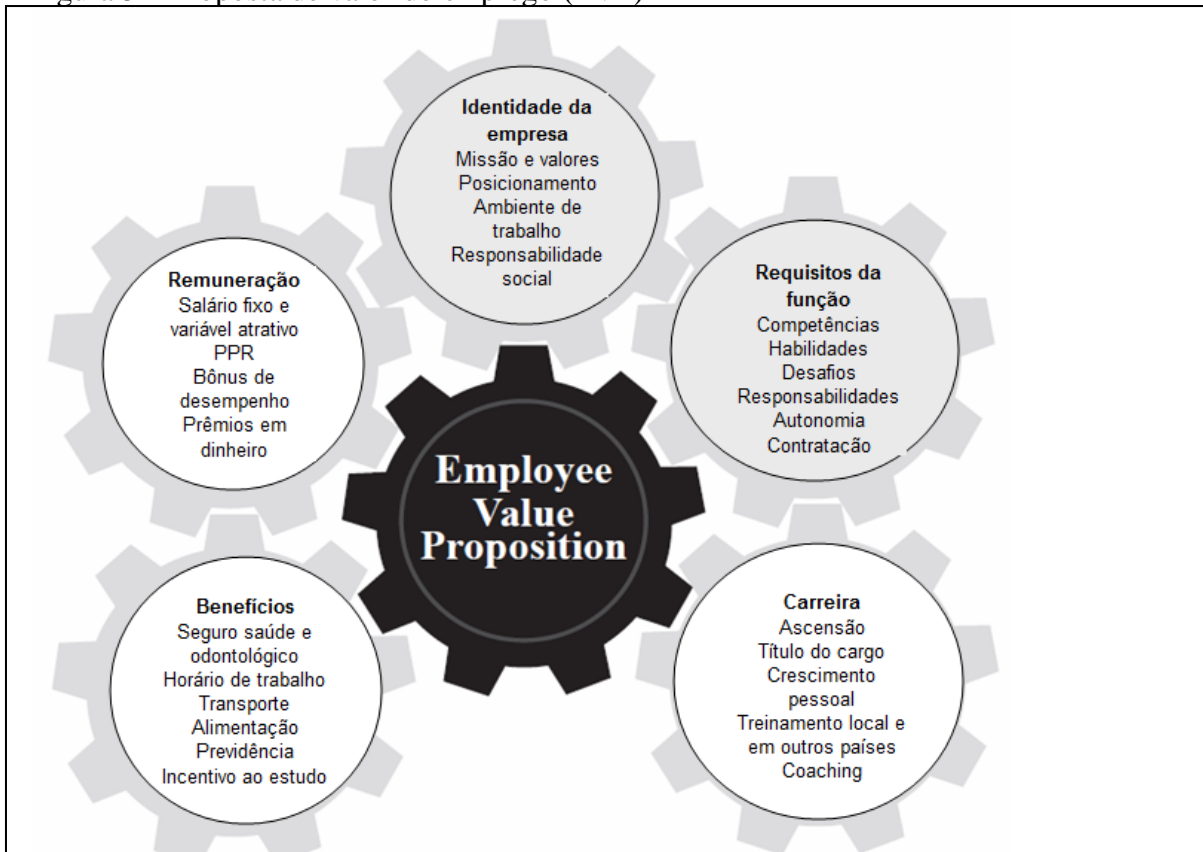 Identidade da
empresa
Missão e valores
Posicionamento
Ambiente de
trabalho
Responsabilidade
social
Remuneração
Salário fixo e
variável atrativo
PPR
Bônus de
desempenho
Prêmios em
dinheiro
Requisitos da
função
Competências
Habilidades
Desafios
Responsabilidades
Autonomia
Contratação
Employee
Value
Proposition
Benefícios
Seguro saúde e
odontológico
Horário de trabalho
Transporte
Alimentação
Previdência
Incentivo ao estudo
Carreira
Ascensão
Título do cargo
Crescimento
pessoal
Treinamento local e
em outros países
Coaching